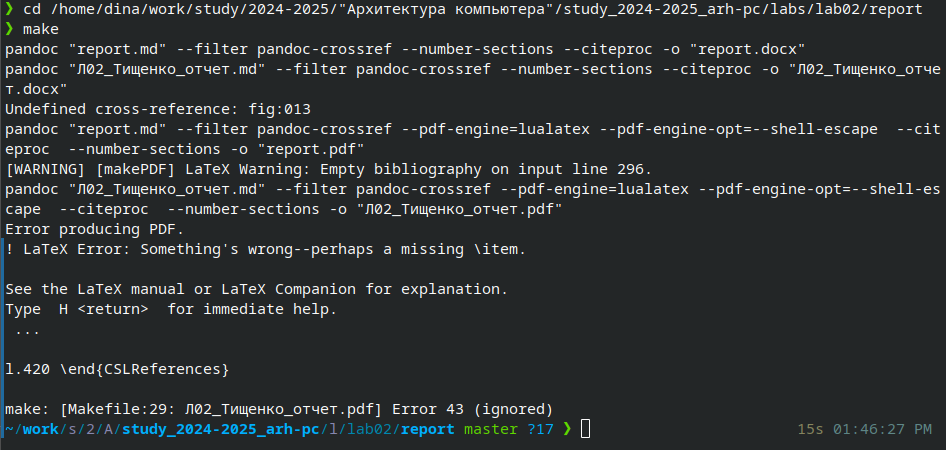 ❯ cd /home/dina/work/study/2024-2025/"Архитектура компьютера"/study_2024-2025_arh-pc/labs/lab02/report
❯ make
pandoc "report.md" --filter pandoc-crossref --number-sections --citeproc -o "report.docx"
pandoc "Л02_Тищенко_отчет.md" --filter pandoc-crossref --number-sections --citeproc -o "Л02_Тищенко_отче
т.docx"
Undefined cross-reference: fig:013
pandoc "report.md" --filter pandoc-crossref --pdf-engine=lualatex --pdf-engine-opt=--shell-escape  --cit
eproc  --number-sections -o "report.pdf"
[WARNING] [makePDF] LaTeX Warning: Empty bibliography on input line 296.
pandoc "Л02_Тищенко_отчет.md" --filter pandoc-crossref --pdf-engine=lualatex --pdf-engine-opt=--shell-es
cape  --citeproc  --number-sections -o "Л02_Тищенко_отчет.pdf"
Error producing PDF.
! LaTeX Error: Something's wrong--perhaps a missing \item.

See the LaTeX manual or LaTeX Companion for explanation.
Type  H <return>  for immediate help.
 ...

l.420 \end{CSLReferences}

make: [Makefile:29: Л02_Тищенко_отчет.pdf] Error 43 (ignored)
~/work/s/2/А/study_2024-2025_arh-pc/l/lab02/report master ?17 ❯ 15s 01:46:27 PM